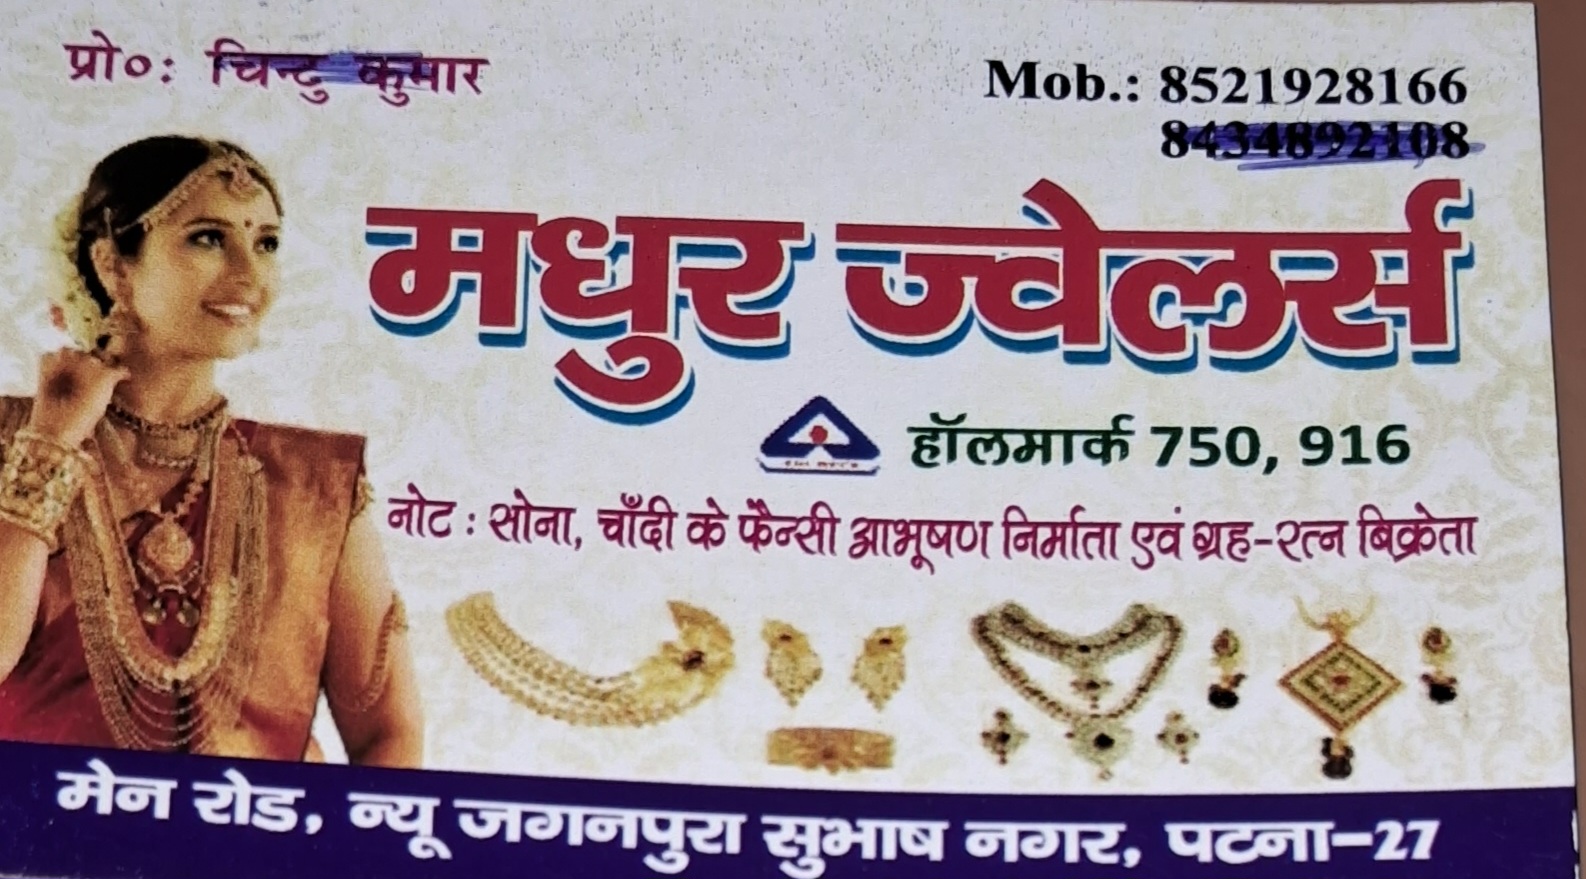 प्रो०: चिन्टु कुमार
Mob.: 8521928166
8434892108
मधुर ज्वेलर्स
हॉलमार्क 750, 916
नोट : सोना, चाँदी के फैन्सी आभूषण निर्माता एवं ग्रह-रत्न बिक्रेता
मेन रोड, न्यू जगनपुरा सुभाष नगर, पटना-27